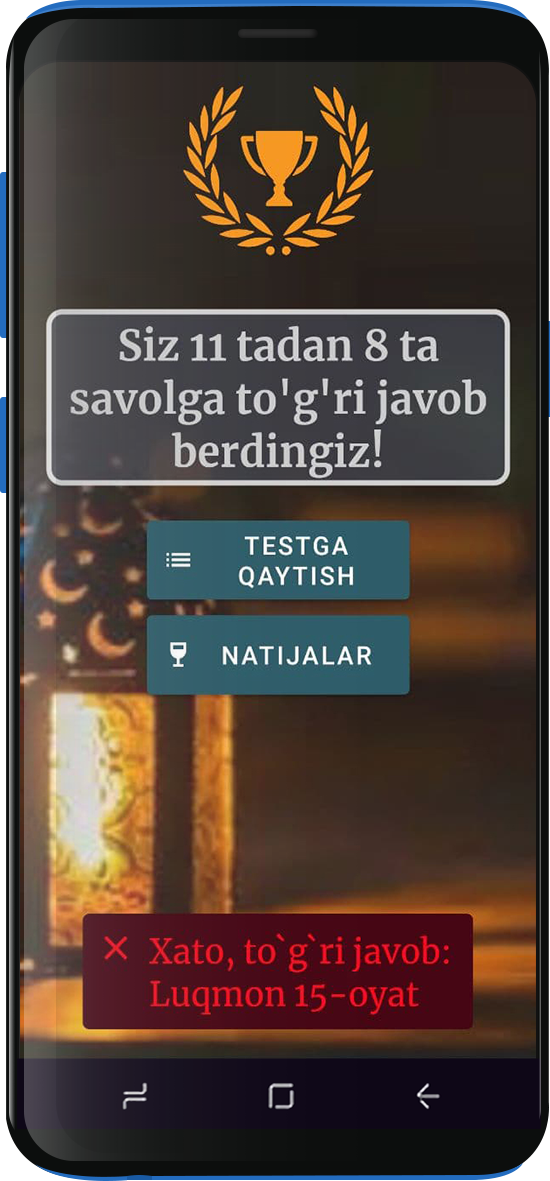 Siz 11 tadan 8 ta
savolga to'g'ri javob
berdingiz!
TESTGA
QAYTISH
NATIJALAR
Xato, to`g`ri javob:
Luqmon 15-oyat